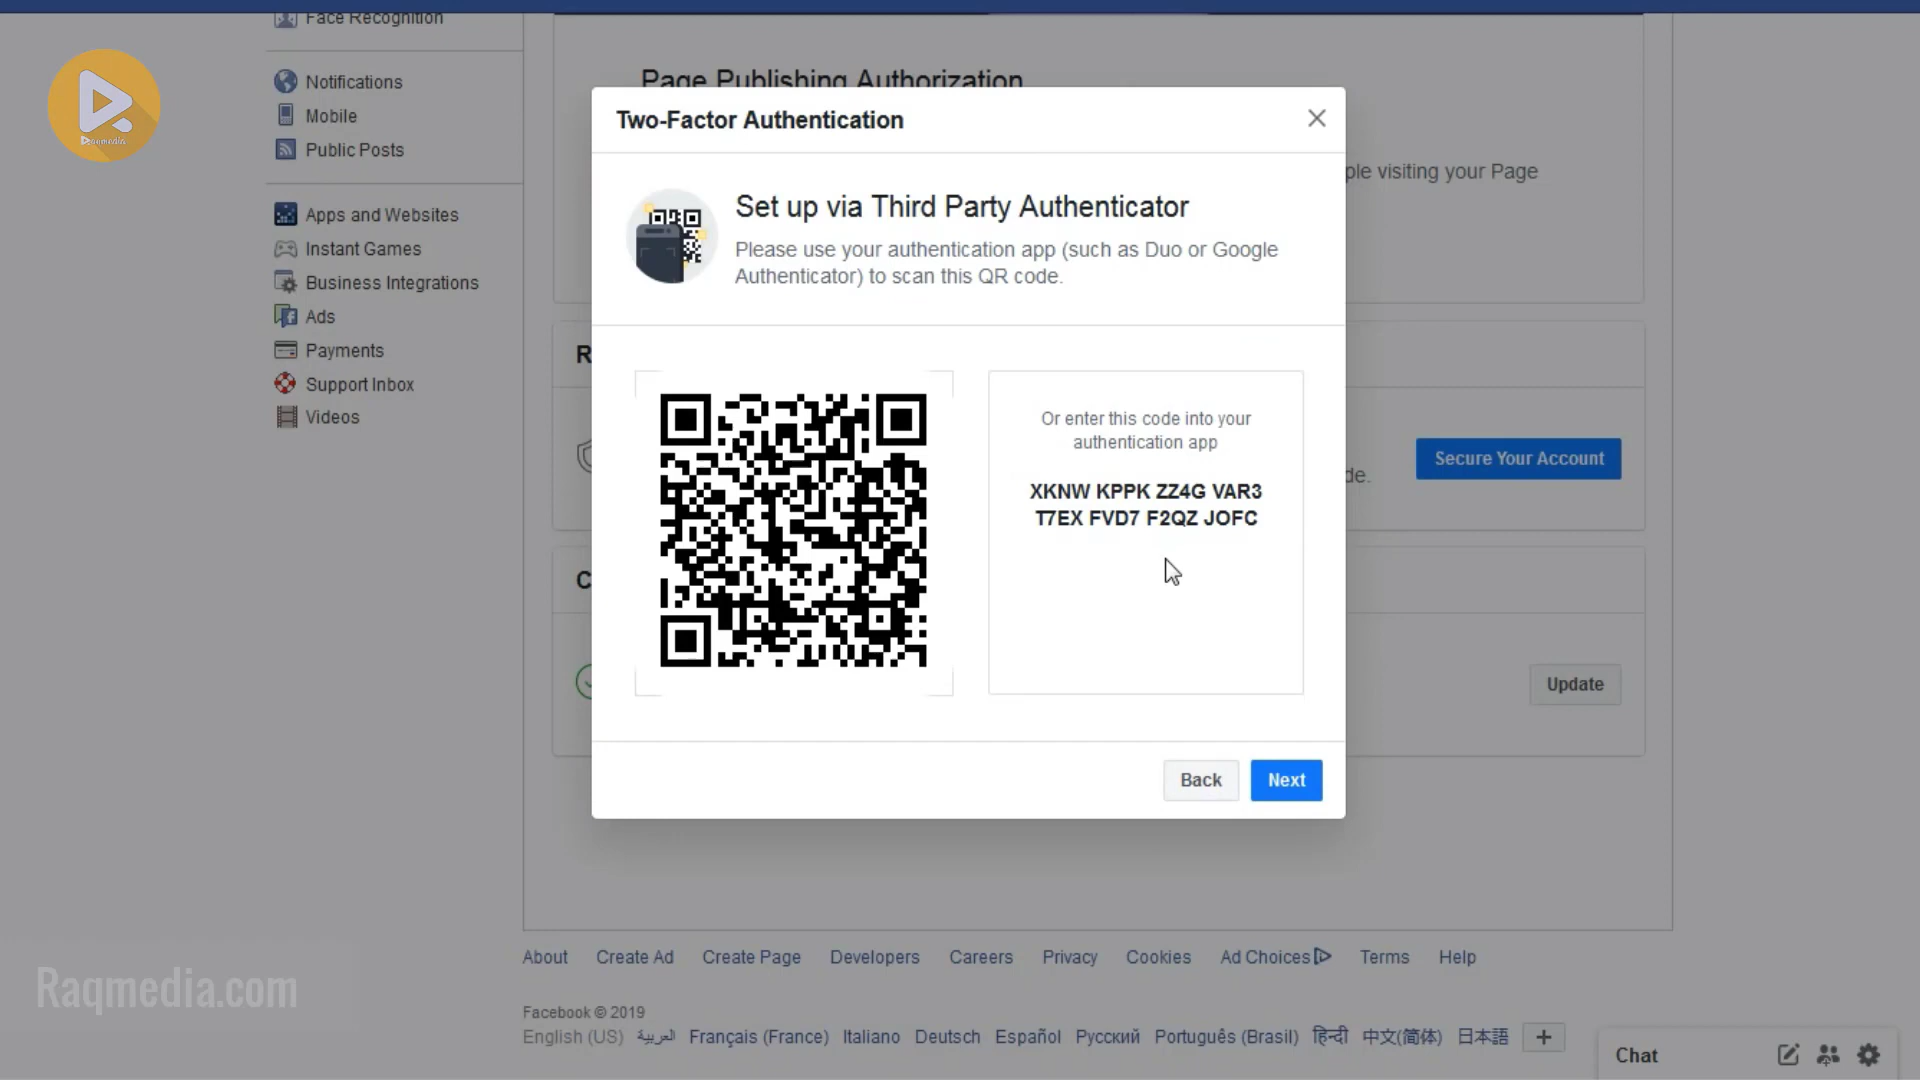 Face Recognition
Notifications
Mobile
Public Posts
Apps and Websites
Instant Games
Business Integrations
Ads
Payments
Support Inbox
Videos
Page Publishing Authorization
ple visiting your Page
Two-Factor Authentication
Set up via Third Party Authenticator
Please use your authentication app (such as Duo or Google
Authenticator) to scan this QR code.
R
Or enter this code into your
authentication app
XKNW KPPK ZZ4G VAR3
T7EX FVD7 F2QZ JOFC
de.
Secure Your Account
C
Update
Back
Next
About Create Ad Create Page Developers Careers Privacy Cookies Ad Choices Terms Help
Raqmedia.com
Facebook © 2019
English (US) العربية Français (France) Italiano Deutsch Español Русский Português (Brasil) हिन्दी 中文(简体) 日本語
Chat